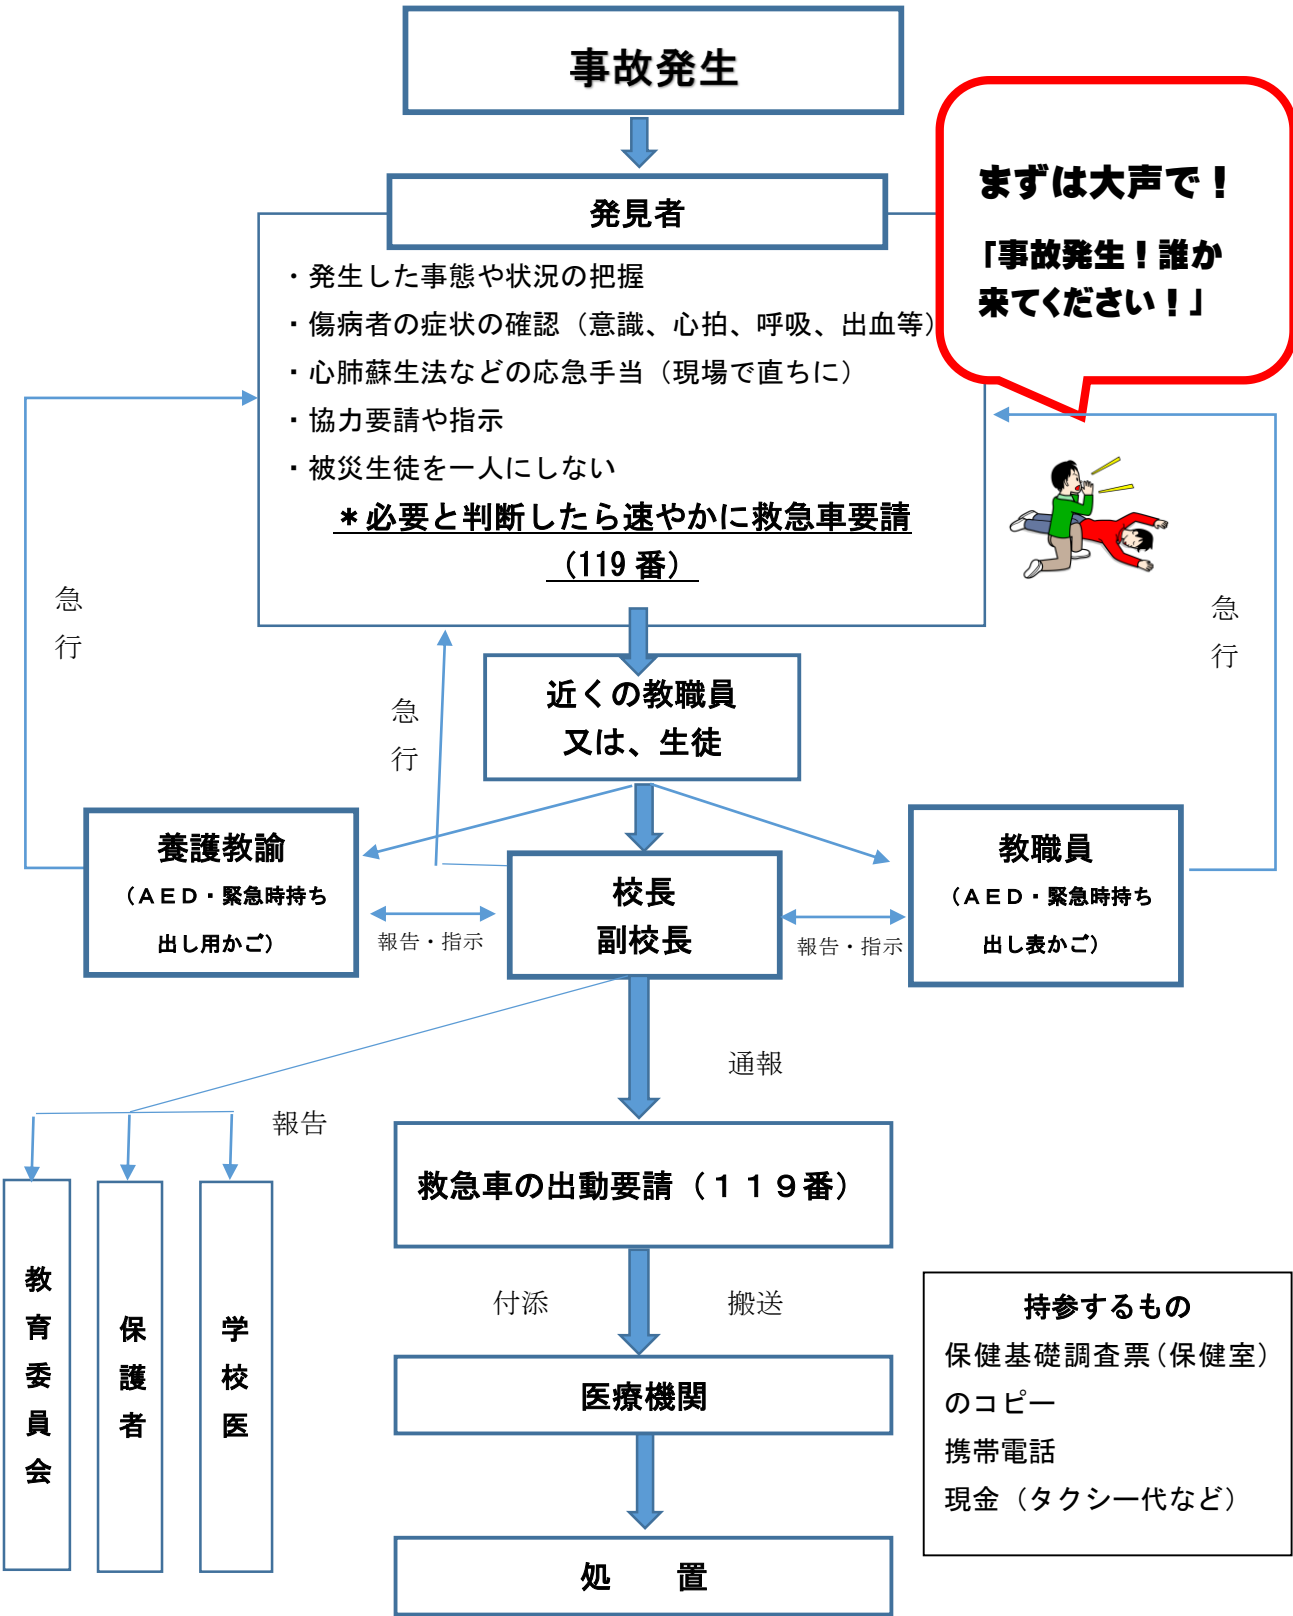 事故発生
まずは大声で！
「事故発生！誰か
来てください！」
発見者
・発生した事態や状況の把握
・傷病者の症状の確認（意識、心拍、呼吸、出血等）
・心肺蘇生法などの応急手当（現場で直ちに）
・協力要請や指示
・被災生徒を一人にしない
＊必要と判断したら速やかに救急車要請
（119 番）
急
行
急
行
急
行
近くの教職員
又は、生徒
養護教諭
（ＡＥＤ・緊急時持ち
出し用かご）
報告・指示
校長
副校長
報告・指示
教職員
（ＡＥＤ・緊急時持ち
出し表かご）
通報
報告
救急車の出動要請（１１９番）
教育委員会
保護者
学校医
付添
搬送
医療機関
処　置
持参するもの
保健基礎調査票（保健室）
のコピー
携帯電話
現金（タクシー代など）